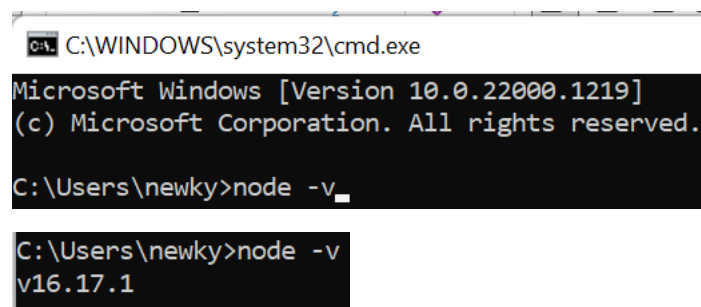 C:\WINDOWS\system32\cmd.exe
Microsoft Windows [Version 10.0.22000.1219]
(c) Microsoft Corporation. All rights reserved.
C:\Users\newky>node -v
C:\Users\newky>node -v
v16.17.1